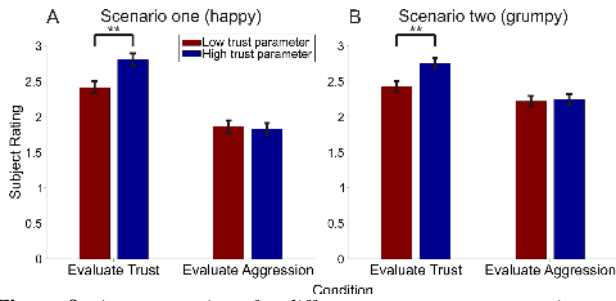 A Scenario one (happy)
B Scenario two (grumpy)
**
**
Low trust parameter
High trust parameter
3
2.5
2
1.5
1
0.5
0
Subject Rating
3
2.5
2
1.5
1
0.5
0
Evaluate Trust Evaluate Aggression
Evaluate Trust Evaluate Aggression
Condition